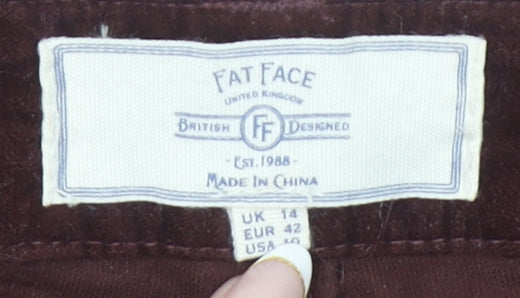 FAT FACE
UNITED KINGDOM
BRITISH FF DESIGNED
- EST. 1988 -
MADE IN CHINA
UK 14
EUR 42
USA